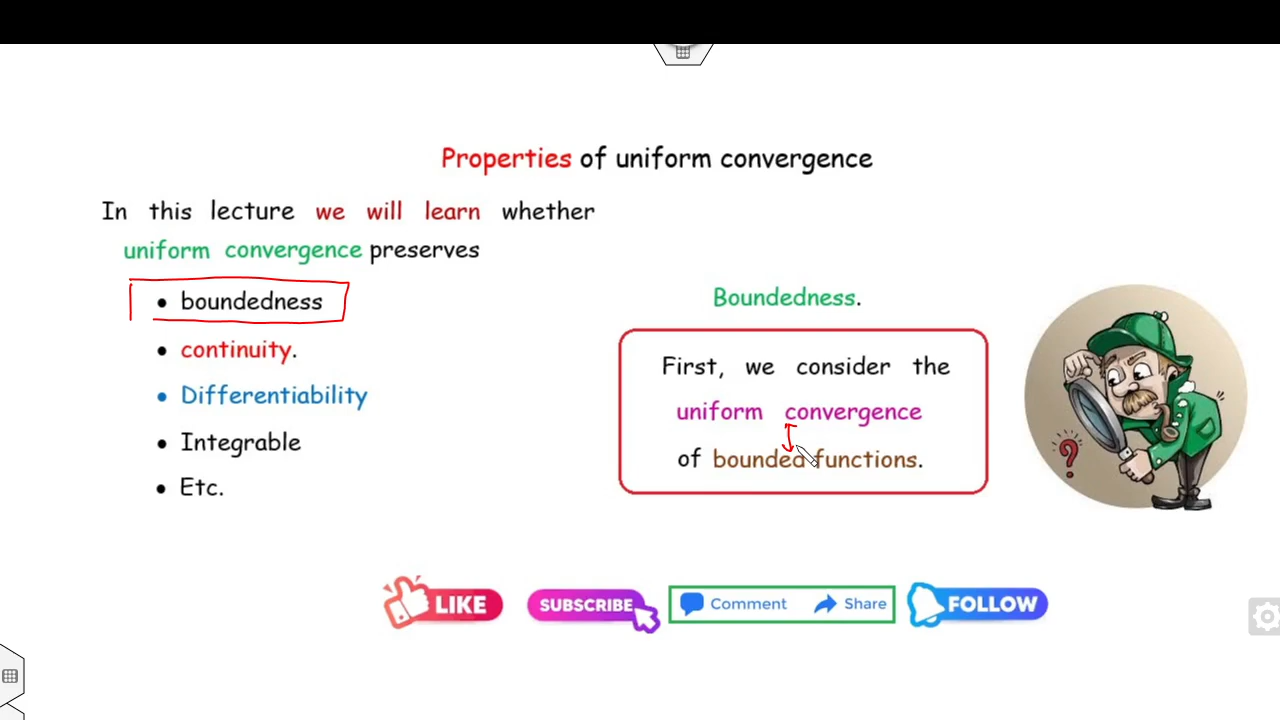 Properties of uniform convergence
In this lecture we will learn whether
uniform convergence preserves
• boundedness
• continuity.
• Differentiability
• Integrable
• Etc.
Boundedness.
First, we consider the
uniform convergence
of bounded functions.
?
LIKE
SUBSCRIBE
Comment
Share
FOLLOW